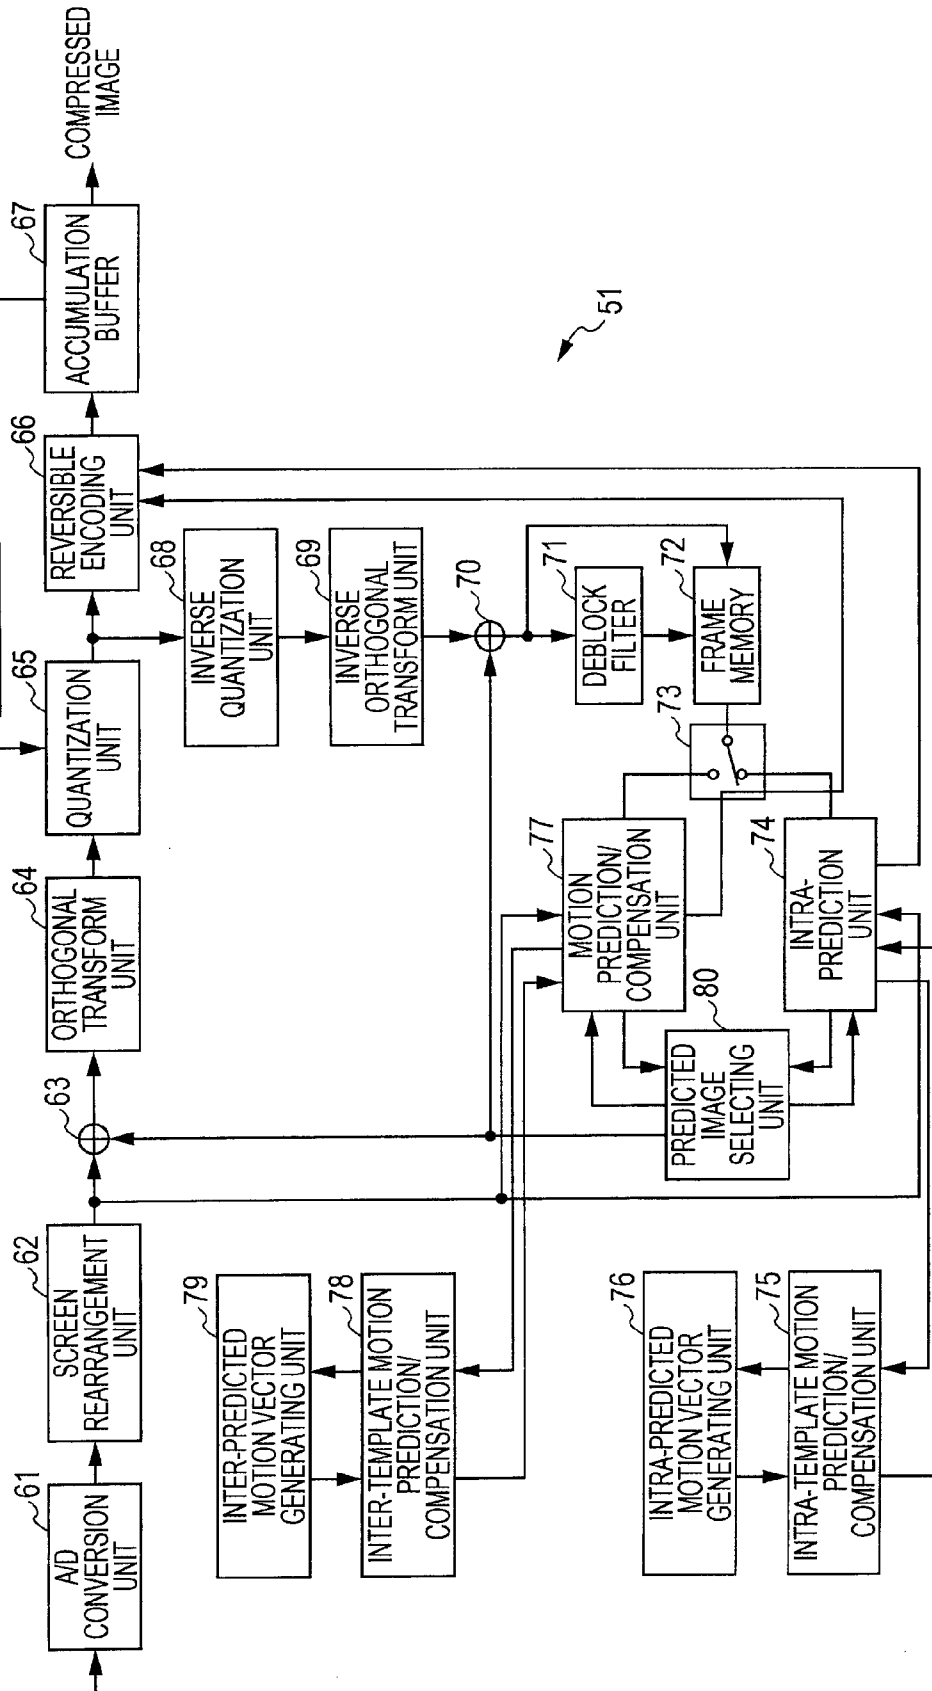 61
A/D
CONVERSION
UNIT
62
SCREEN
REARRANGEMENT
UNIT
63
64
ORTHOGONAL
TRANSFORM
UNIT
65
QUANTIZATION
UNIT
66
REVERSIBLE
ENCODING
UNIT
67
ACCUMULATION
BUFFER
COMPRESSED
IMAGE
68
INVERSE
QUANTIZATION
UNIT
69
INVERSE
ORTHOGONAL
TRANSFORM UNIT
70
71
DEBLOCK
FILTER
72
FRAME
MEMORY
73
51
79
INTER-PREDICTED
MOTION VECTOR
GENERATING UNIT
78
INTER-TEMPLATE MOTION
PREDICTION/
COMPENSATION UNIT
77
MOTION
PREDICTION/
COMPENSATION
UNIT
80
PREDICTED
IMAGE
SELECTING
UNIT
74
INTRA-
PREDICTION
UNIT
76
INTRA-PREDICTED
MOTION VECTOR
GENERATING UNIT
75
INTRA-TEMPLATE MOTION
PREDICTION/
COMPENSATION UNIT